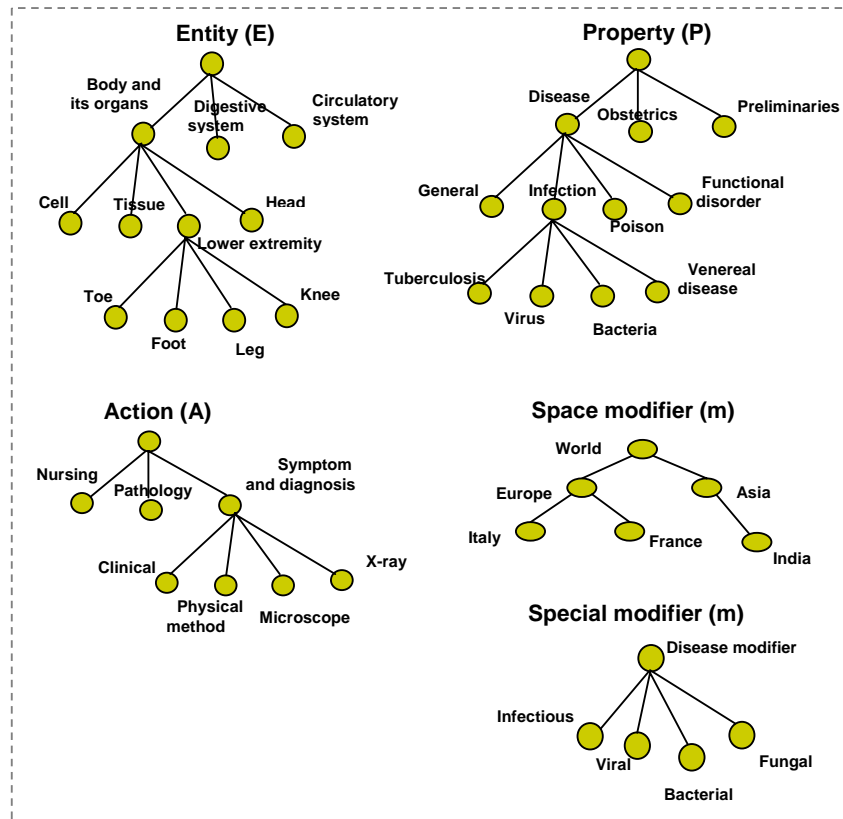 Entity (E)
Body and
its organs
Digestive
system
Circulatory
system
Cell
Tissue
Head
Lower extremity
Toe
Foot
Leg
Knee
Property (P)
Disease
Obstetrics
Preliminaries
General
Infection
Poison
Functional
disorder
Tuberculosis
Virus
Bacteria
Venereal
disease
Action (A)
Nursing
Pathology
Symptom
and diagnosis
Clinical
Physical
method
Microscope
X-ray
Space modifier (m)
World
Europe
Asia
Italy
France
India
Special modifier (m)
Disease modifier
Infectious
Viral
Bacterial
Fungal